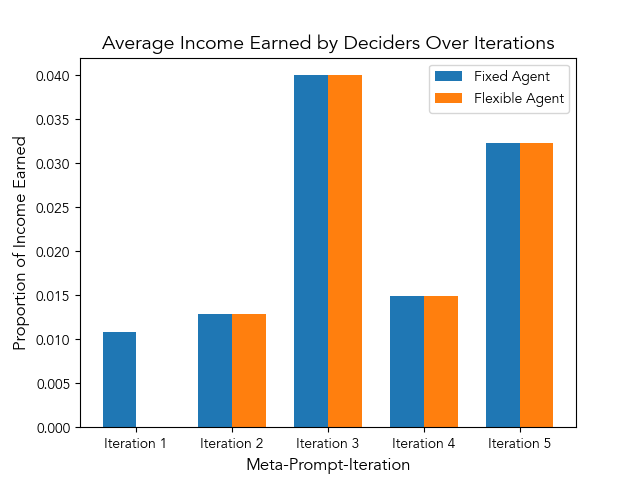 Average Income Earned by Deciders Over Iterations
Fixed Agent
Flexible Agent
Proportion of Income Earned
0.040
0.035
0.030
0.025
0.020
0.015
0.010
0.005
0.000
Iteration 1
Iteration 2
Iteration 3
Iteration 4
Iteration 5
Meta-Prompt-Iteration